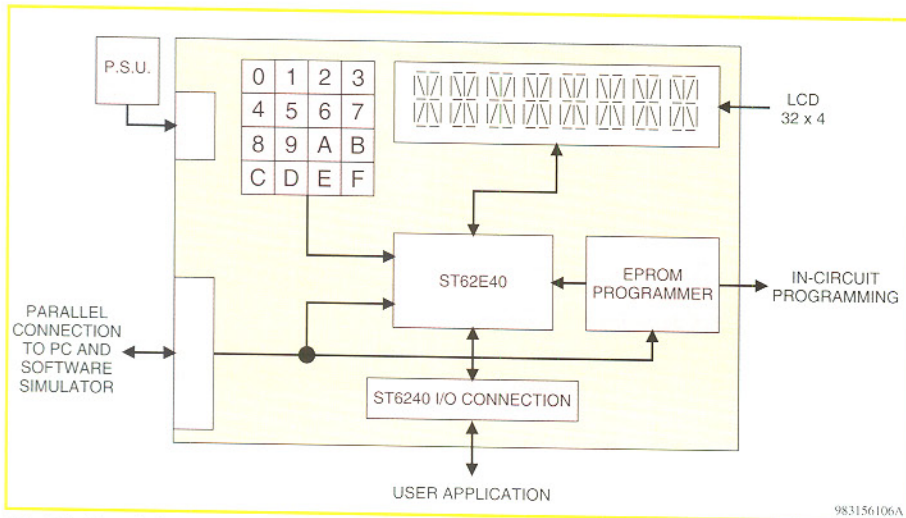 P.S.U.
0 1 2 3
4 5 6 7
8 9 A B
C D E F
LCD
32 x 4
ST62E40
EPROM
PROGRAMMER
IN-CIRCUIT
PROGRAMMING
PARALLEL
CONNECTION
TO PC AND
SOFTWARE
SIMULATOR
ST6240 I/O CONNECTION
USER APPLICATION
983156106A